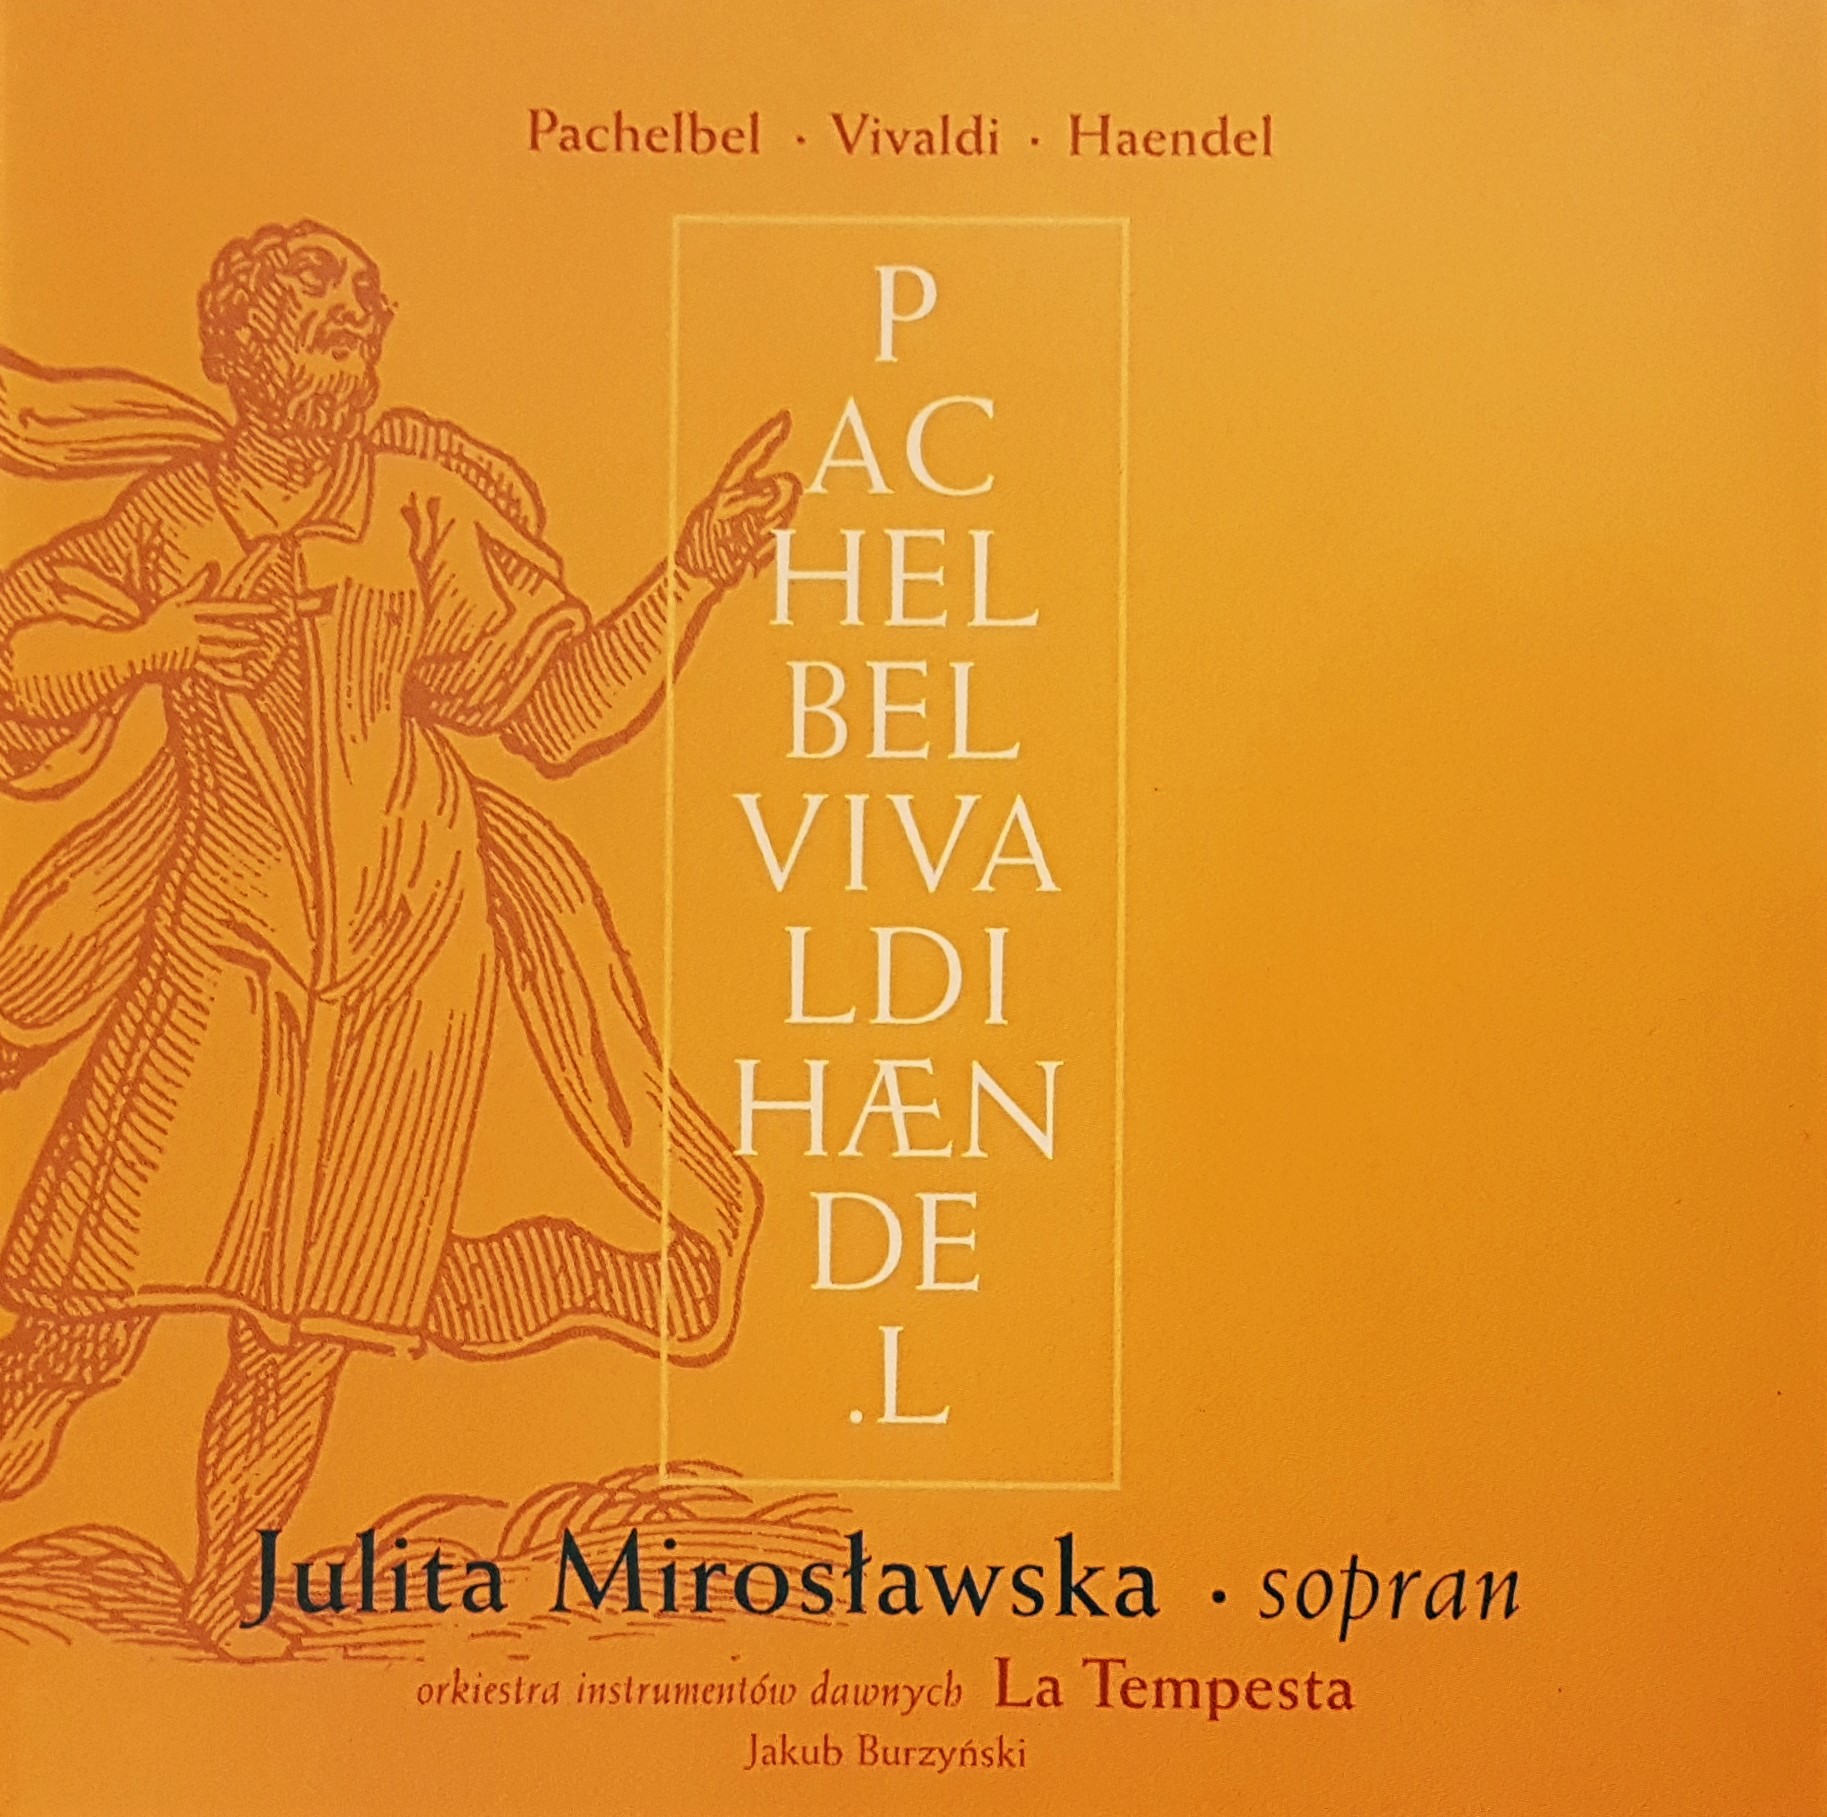 Pachelbel · Vivaldi · Haendel
P
AC
HEL
BEL
VIVA
LDI
HÆN
DE
.L
Julita Mirosławska · sopran
orkiestra instrumentów dawnych La Tempesta
Jakub Burzyński